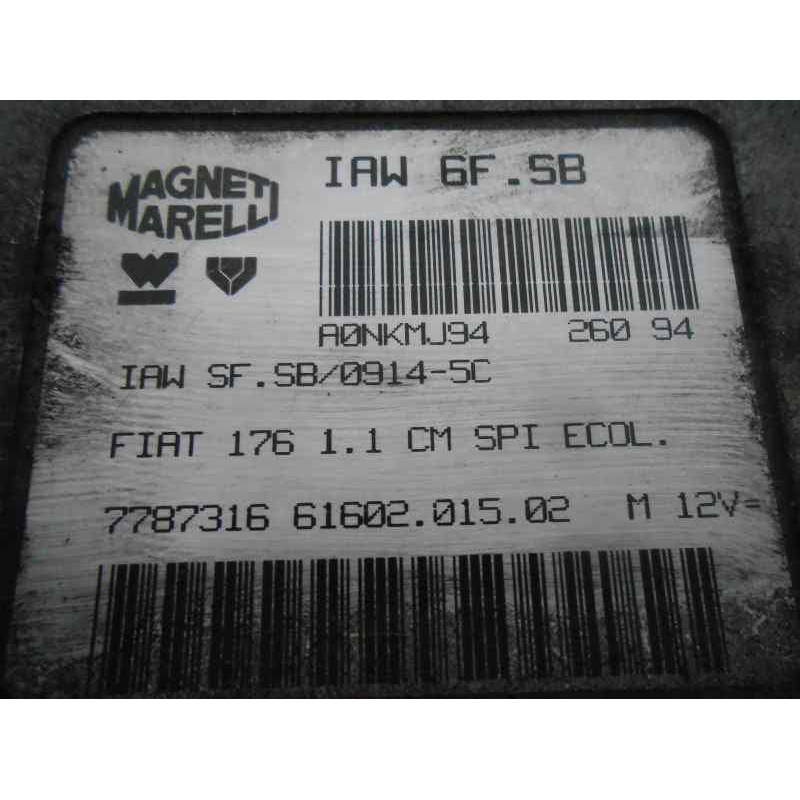 MAGNETI
MARELLI
IAW 6F.SB
A0NKMJ94 260 94
IAW SF.SB/0914-5C
FIAT 176 1.1 CM SPI ECOL.
7787316 61602.015.02 M 12V=